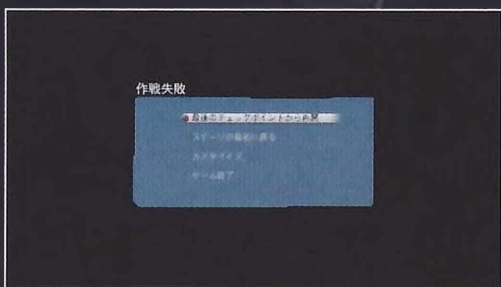 作戦失敗
最後のチェックポイントから再開
ステージの最初に戻る
カスタマイズ
ゲーム終了